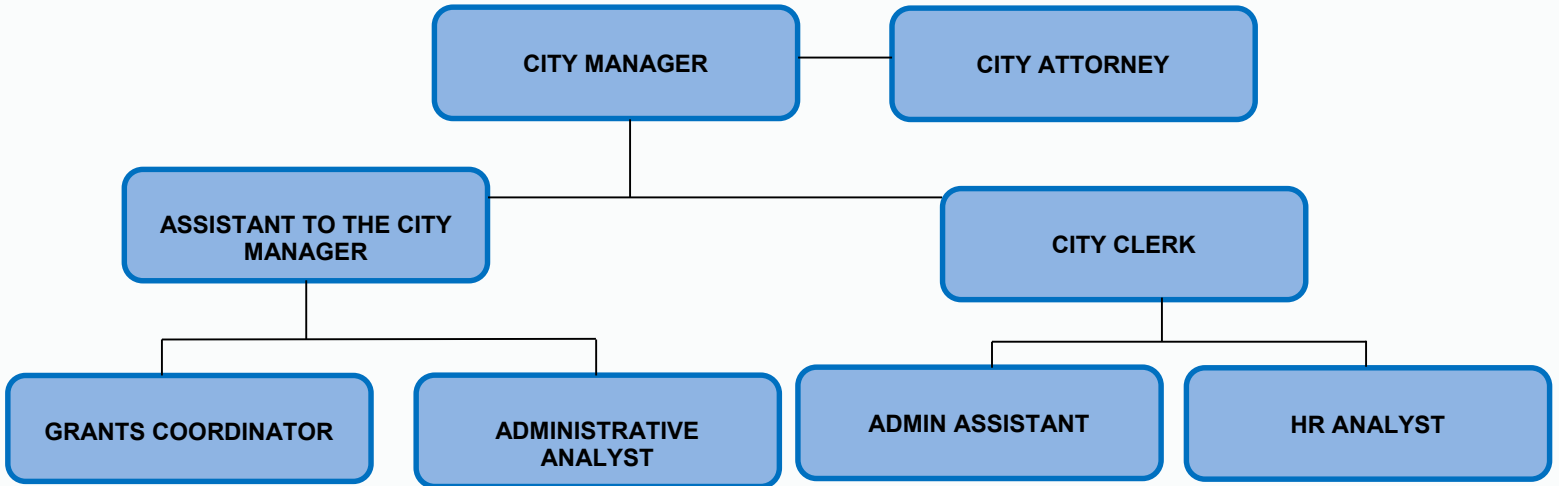 CITY MANAGER
CITY ATTORNEY
ASSISTANT TO THE CITY
MANAGER
CITY CLERK
GRANTS COORDINATOR
ADMINISTRATIVE
ANALYST
ADMIN ASSISTANT
HR ANALYST